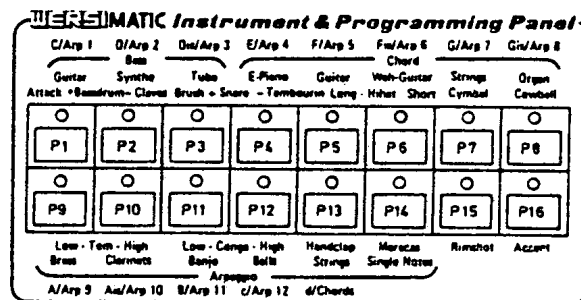 VERSIMATIC Instrument & Programming Panel
C/Arp 1 D/Arp 2 Dis/Arp 3 E/Arp 4 F/Arp 5 Fis/Arp 6 G/Arp 7 Gis/Arp 8
Bass Chord
Guitar Synthe Tuba E-Piano Guitar Wah-Guitar Strings Organ
Attack + Bassdrum - Claves Brush + Snare - Tambourin Long - Hihat Short Cymbal Cowbell
P1 P2 P3 P4 P5 P6 P7 P8
P9 P10 P11 P12 P13 P14 P15 P16
Low - Tom - High Low - Conga - High Handclap Maracas Rimshot Accent
Brass Clarinets Banjo Bells Strings Single Notes
Arpeggio
A/Arp 9 Ais/Arp 10 B/Arp 11 c/Arp 12 d/Chords